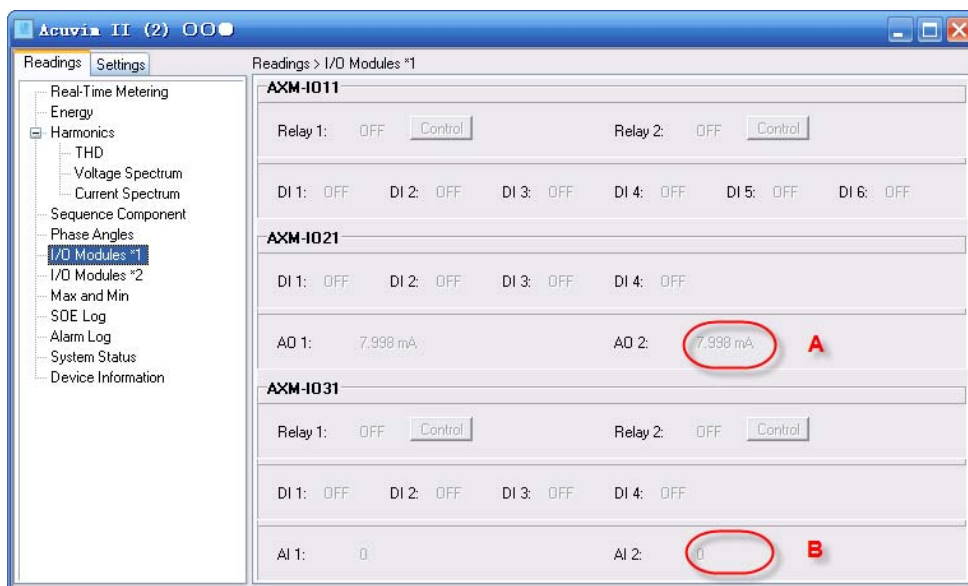 Acuvim II (2)
Readings Settings
Real-Time Metering
Energy
Harmonics
THD
Voltage Spectrum
Current Spectrum
Sequence Component
Phase Angles
I/O Modules *1
I/O Modules *2
Max and Min
SOE Log
Alarm Log
System Status
Device Information
Readings > I/O Modules *1
AXM-IO11
Relay 1: OFF Control Relay 2: OFF Control
DI 1: OFF DI 2: OFF DI 3: OFF DI 4: OFF DI 5: OFF DI 6: OFF
AXM-IO21
DI 1: OFF DI 2: OFF DI 3: OFF DI 4: OFF
AO 1: 7.998 mA AO 2: 7.998 mA A
AXM-IO31
Relay 1: OFF Control Relay 2: OFF Control
DI 1: OFF DI 2: OFF DI 3: OFF DI 4: OFF
AI 1: 0 AI 2: 0 B